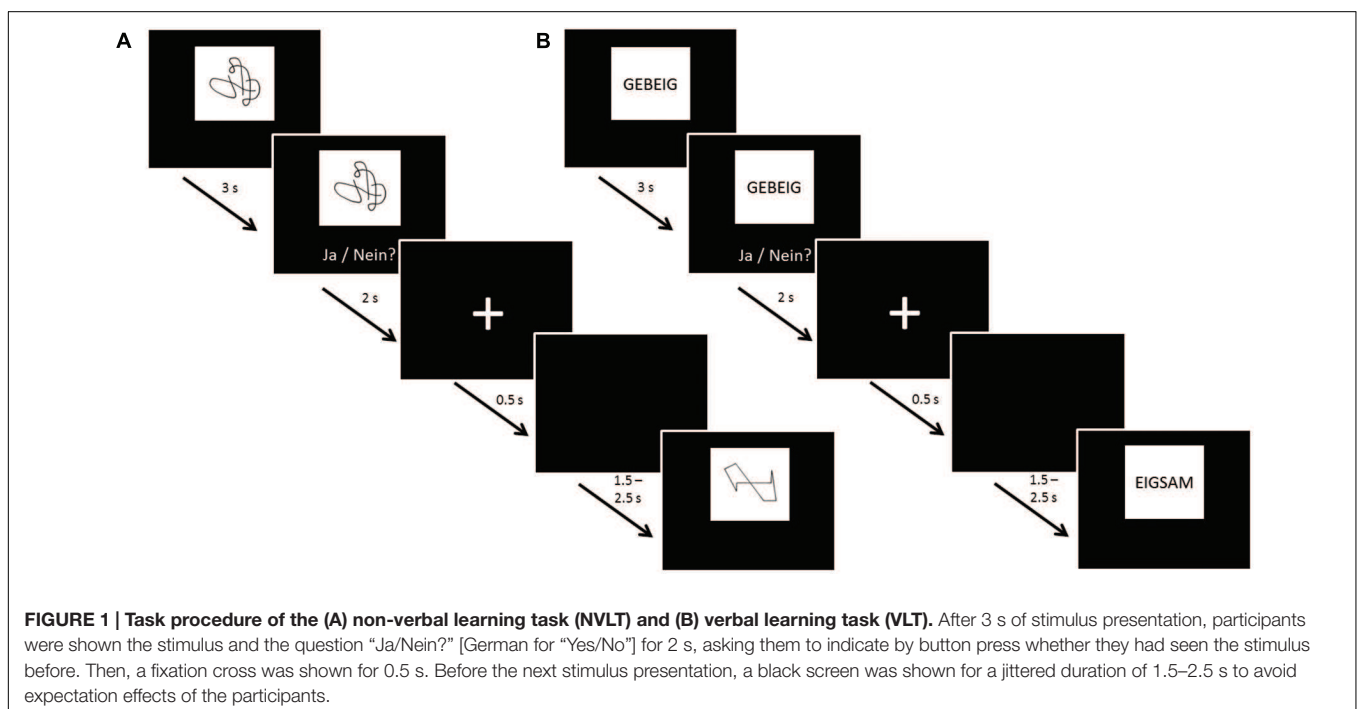 A
B
GEBEIG
3 s
3 s
GEBEIG
Ja / Nein?
Ja / Nein?
2 s
2 s
0.5 s
0.5 s
1.5 –
2.5 s
1.5 –
2.5 s
EIGSAM
FIGURE 1 | Task procedure of the (A) non-verbal learning task (NVLT) and (B) verbal learning task (VLT). After 3 s of stimulus presentation, participants
were shown the stimulus and the question “Ja/Nein?” [German for “Yes/No”] for 2 s, asking them to indicate by button press whether they had seen the stimulus
before. Then, a fixation cross was shown for 0.5 s. Before the next stimulus presentation, a black screen was shown for a jittered duration of 1.5–2.5 s to avoid
expectation effects of the participants.